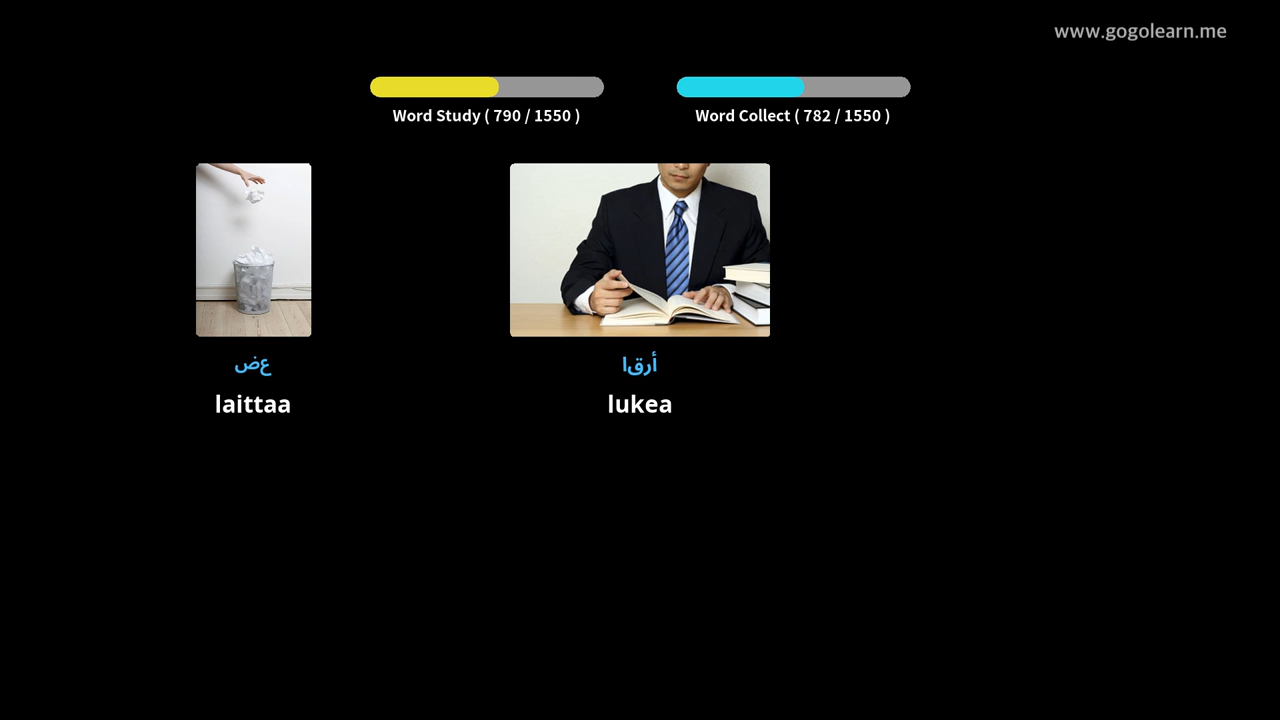 www.gogolearn.me
Word Study ( 790 / 1550 )
Word Collect ( 782 / 1550 )
عض
laittaa
أرقا
lukea